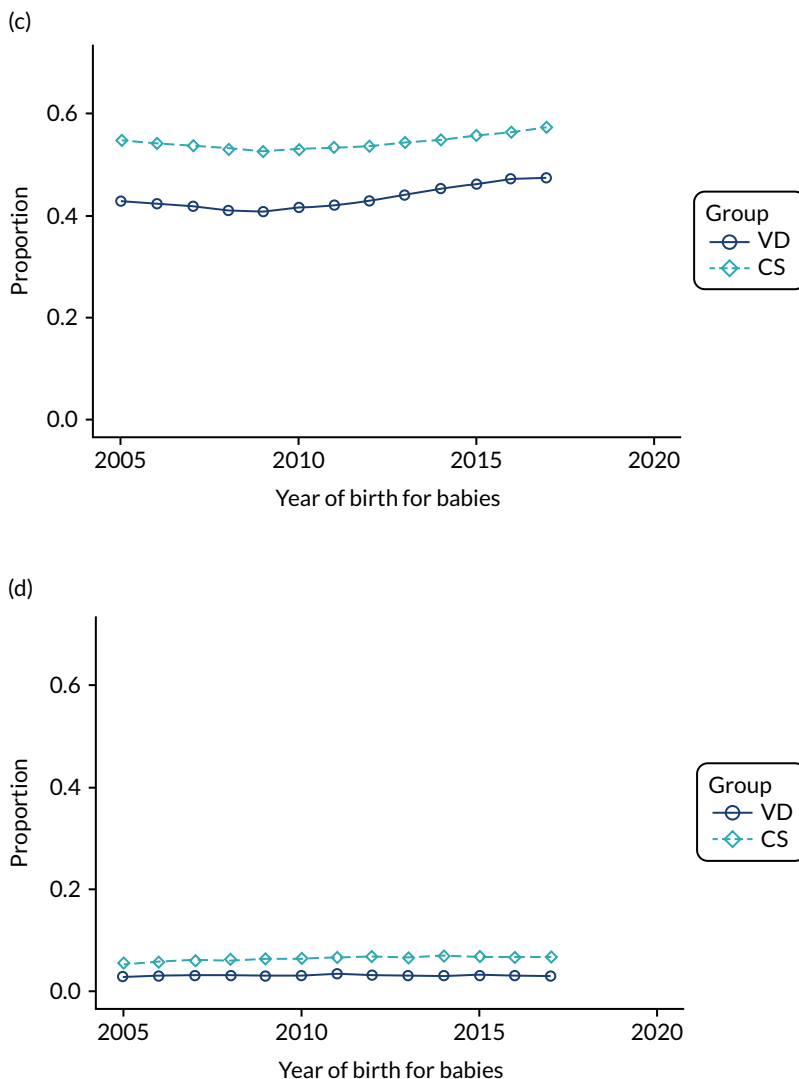 (c)
0.6
0.4
0.2
0.0
Proportion
2005 2010 2015 2020
Year of birth for babies
Group
VD
CS
(d)
0.6
0.4
0.2
0.0
Proportion
2005 2010 2015 2020
Year of birth for babies
Group
VD
CS